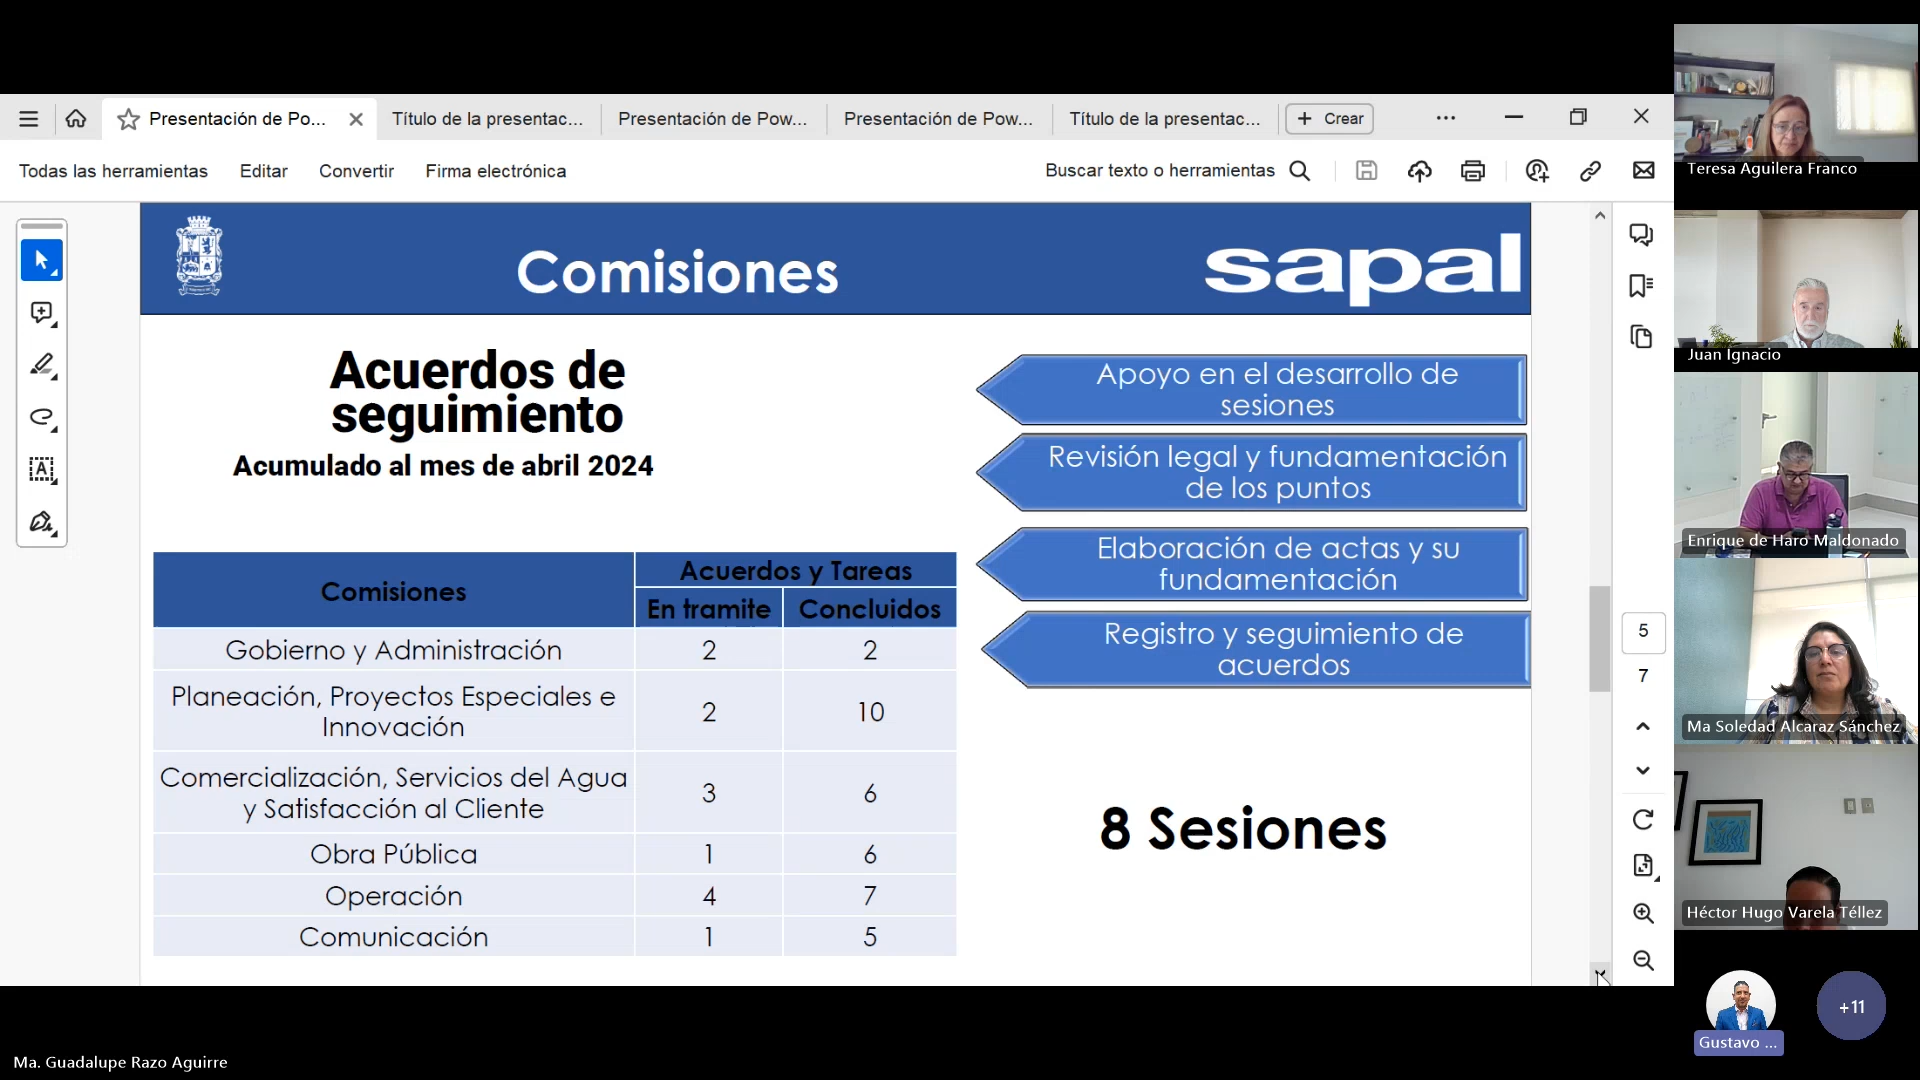 Presentación de Po...
Título de la presentac...
Presentación de Pow...
Presentación de Pow...
Título de la presentac...
Crear
Todas las herramientas
Editar
Convertir
Firma electrónica
Buscar texto o herramientas
Comisiones
sapal
Acuerdos de
seguimiento
Acumulado al mes de abril 2024
Comisiones
Acuerdos y Tareas
En tramite
Concluidos
Gobierno y Administración
2
2
Planeación, Proyectos Especiales e
Innovación
2
10
Comercialización, Servicios del Agua
y Satisfacción al Cliente
3
6
Obra Pública
1
6
Operación
4
7
Comunicación
1
5
Apoyo en el desarrollo de
sesiones
Revisión legal y fundamentación
de los puntos
Elaboración de actas y su
fundamentación
Registro y seguimiento de
acuerdos
8 Sesiones
5
7
Teresa Aguilera Franco
Juan Ignacio
Enrique de Haro Maldonado
Ma Soledad Alcaraz Sánchez
Héctor Hugo Varela Téllez
Gustavo ...
+11
Ma. Guadalupe Razo Aguirre